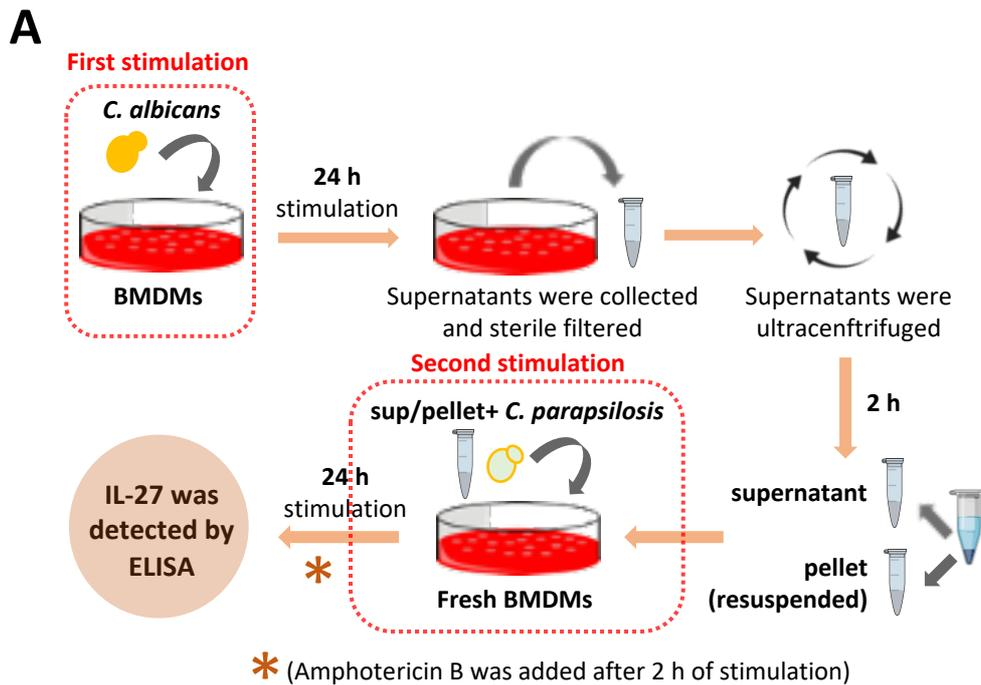 A
First stimulation
C. albicans
BMDMs
24 h
stimulation
Supernatants were collected
and sterile filtered
Supernatants were
ultracenftrifuged
2 h
supernatant
pellet
(resuspended)
Second stimulation
sup/pellet+ C. parapsilosis
Fresh BMDMs
24 h
stimulation
*
IL-27 was
detected by
ELISA
* (Amphotericin B was added after 2 h of stimulation)